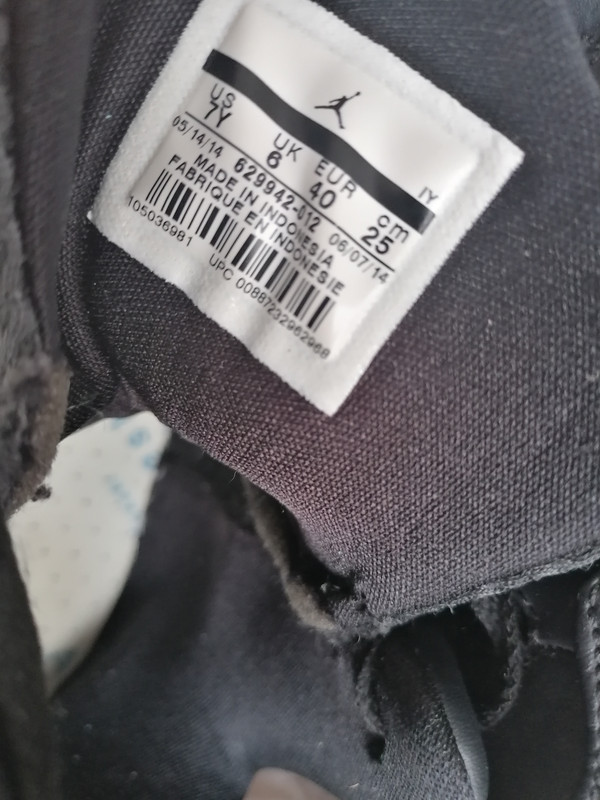 US UK EUR cm
7Y 6 40 25
IY
05/14/14 629942-012 06/07/14
MADE IN INDONESIA
FABRIQUE EN INDONESIE
105036981 UPC 00887232962968